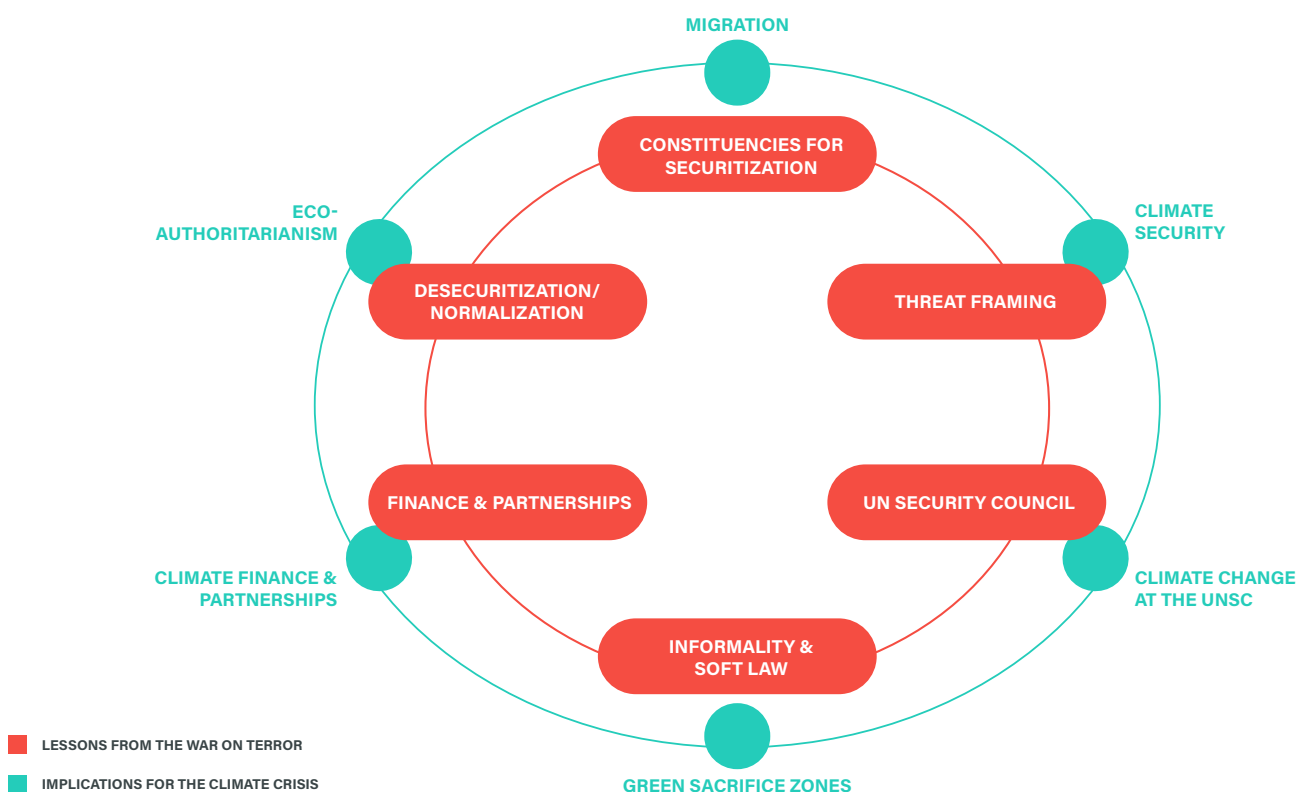 MIGRATION
CONSTITUENCIES FOR
SECURITIZATION
ECO-
AUTHORITARIANISM
CLIMATE
SECURITY
DESECURITIZATION/
NORMALIZATION
THREAT FRAMING
FINANCE & PARTNERSHIPS
UN SECURITY COUNCIL
CLIMATE FINANCE &
PARTNERSHIPS
CLIMATE CHANGE
AT THE UNSC
INFORMALITY &
SOFT LAW
GREEN SACRIFICE ZONES
LESSONS FROM THE WAR ON TERROR
IMPLICATIONS FOR THE CLIMATE CRISIS